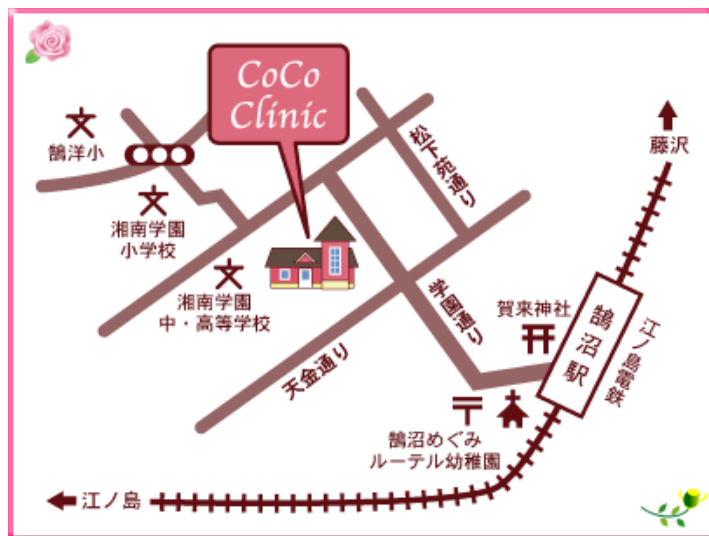 CoCo
Clinic
鵠洋小
松下苑通り
藤沢
湘南学園
小学校
湘南学園
中・高等学校
学園通り
賀来神社
鵠沼駅
江ノ島電鉄
天金通り
鵠沼めぐみ
ルーテル幼稚園
江ノ島